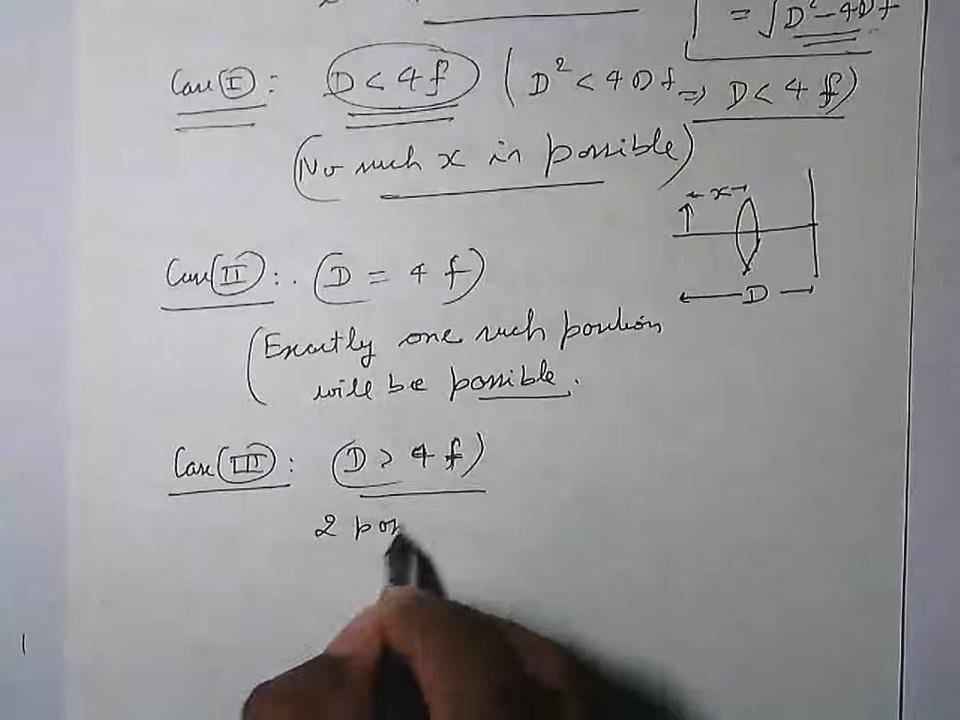 = √D² - 4Df
Case (I) : D < 4f ( D² < 4Df => D < 4f )
(No such x is possible)
x
Case (II) : . (D = 4f)
D
(Exactly one such position
will be possible.
Case (III) : (D > 4f)
2 pos